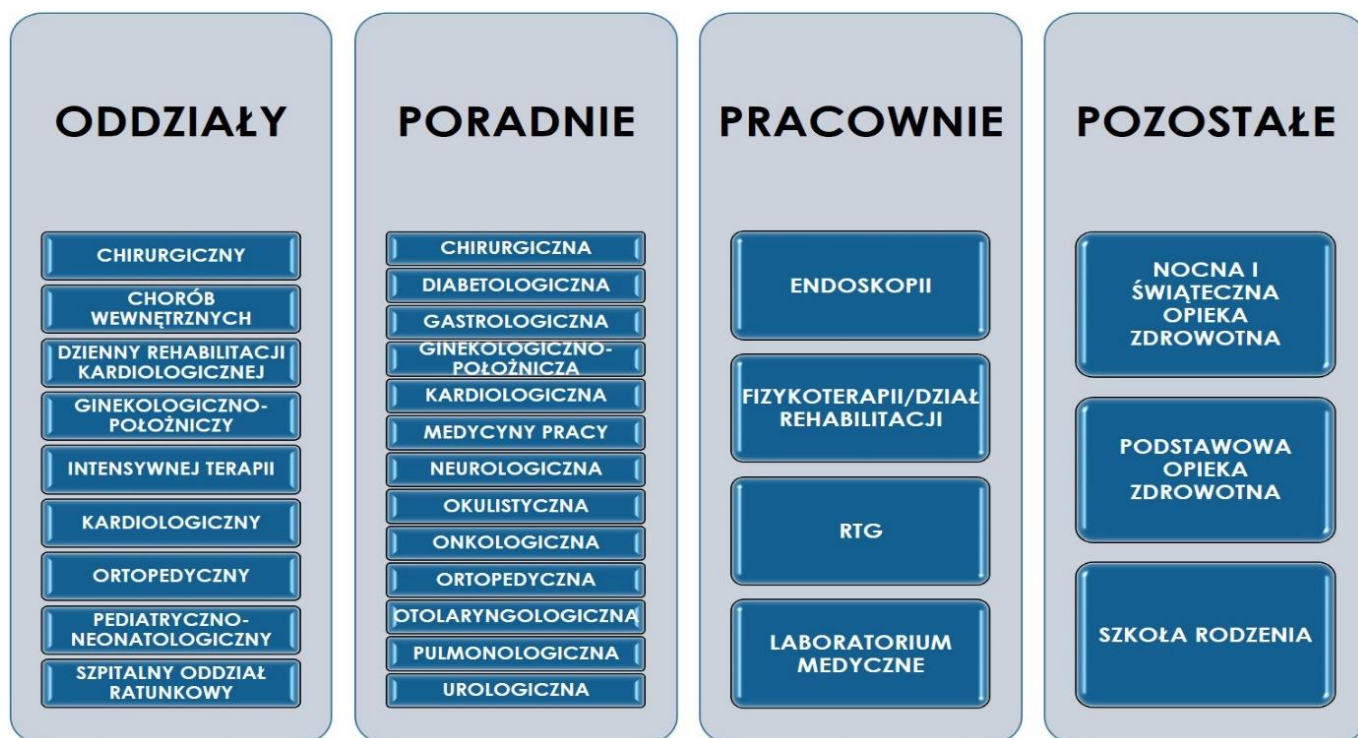 ODDZIAŁY
CHIRURGICZNY
CHORÓB
WEWNĘTRZNYCH
DZIENNY REHABILITACJI
KARDIOLOGICZNEJ
GINEKOLOGICZNO-
POŁOŻNICZY
INTENSYWNEJ TERAPII
KARDIOLOGICZNY
ORTOPEDYCZNY
PEDIATRYCZNO-
NEONATOLOGICZNY
SZPITALNY ODDZIAŁ
RATUNKOWY
PORADNIE
CHIRURGICZNA
DIABETOLOGICZNA
GASTROLOGICZNA
GINEKOLOGICZNO-
POŁOŻNICZA
KARDIOLOGICZNA
MEDYCYNY PRACY
NEUROLOGICZNA
OKULISTYCZNA
ONKOLOGICZNA
ORTOPEDYCZNA
OTOLARYNGOLOGICZNA
PULMONOLOGICZNA
UROLOGICZNA
PRACOWNIE
ENDOSKOPII
FIZYKOTERAPII/DZIAŁ
REHABILITACJI
RTG
LABORATORIUM
MEDYCZNE
POZOSTAŁE
NOCNA I
ŚWIĄTECZNA
OPIEKA
ZDROWOTNA
PODSTAWOWA
OPIEKA
ZDROWOTNA
SZKOŁA RODZENIA